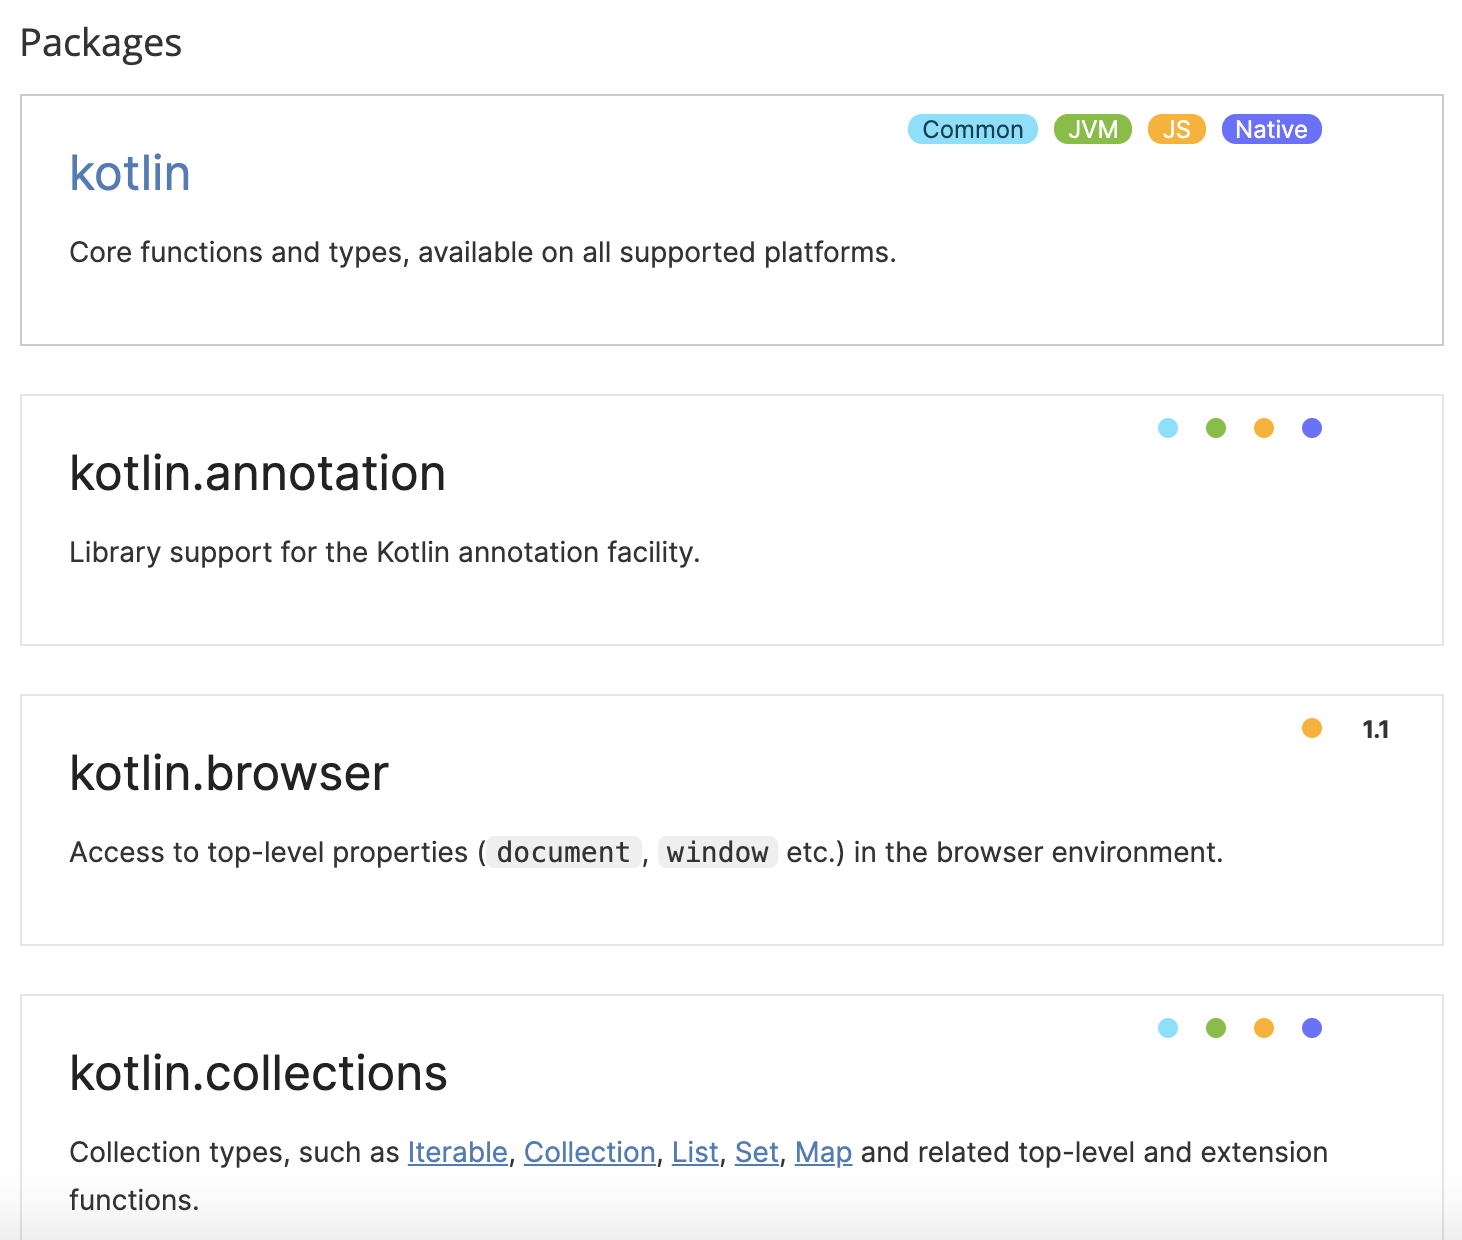 Packages
Common JVM JS Native
kotlin
Core functions and types, available on all supported platforms.
kotlin.annotation
Library support for the Kotlin annotation facility.
1.1
kotlin.browser
Access to top-level properties ( document , window etc.) in the browser environment.
kotlin.collections
Collection types, such as Iterable, Collection, List, Set, Map and related top-level and extension
functions.